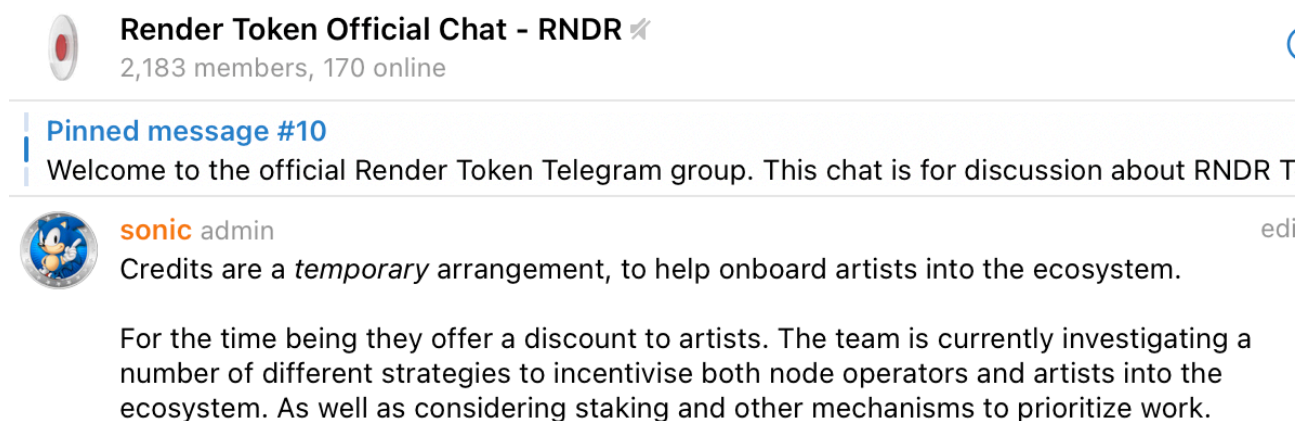 Render Token Official Chat - RNDR
2,183 members, 170 online
Pinned message #10
Welcome to the official Render Token Telegram group. This chat is for discussion about RNDR T
sonic admin
edi
Credits are a temporary arrangement, to help onboard artists into the ecosystem.
For the time being they offer a discount to artists. The team is currently investigating a
number of different strategies to incentivise both node operators and artists into the
ecosystem. As well as considering staking and other mechanisms to prioritize work.